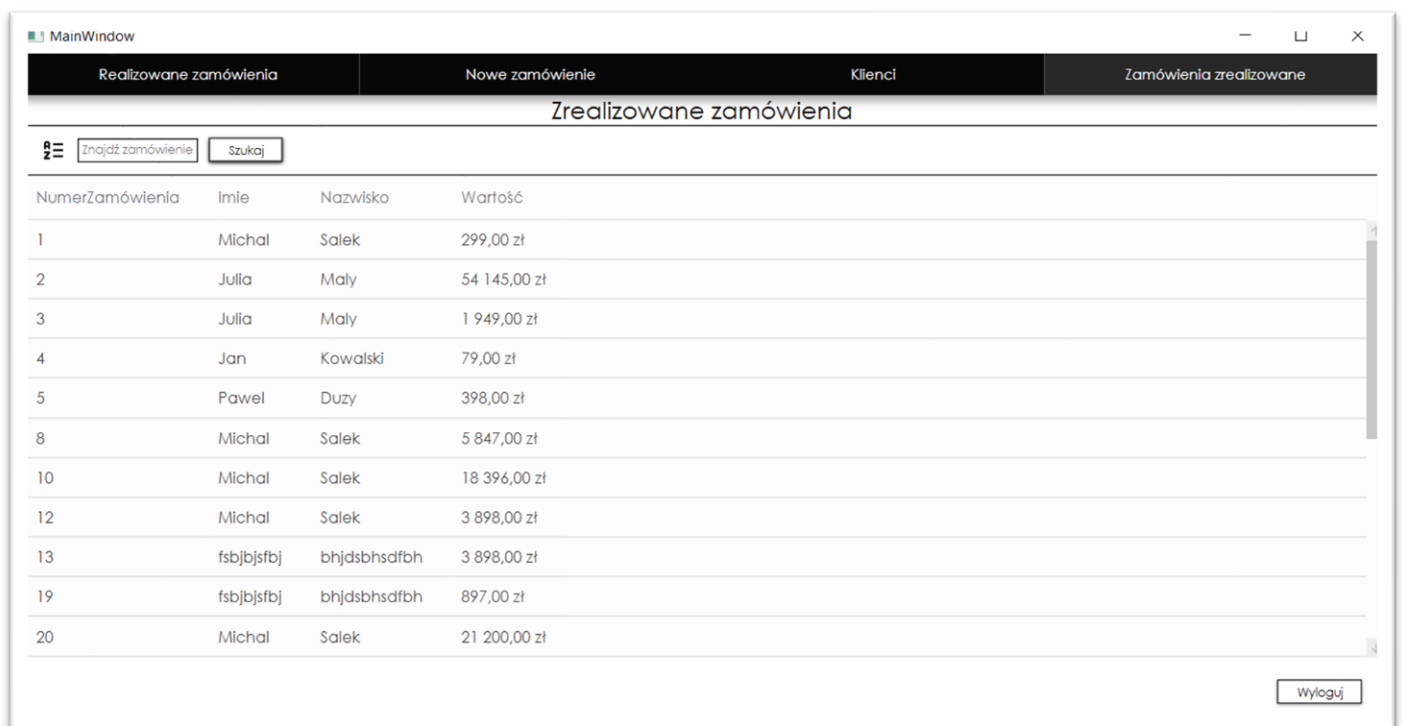 MainWindow
Realizowane zamówienia Nowe zamówienie Klienci Zamówienia zrealizowane
Zrealizowane zamówienia
A Z Znajdź zamówienie Szukaj
NumerZamówienia Imie Nazwisko Wartość
1 Michal Salek 299,00 zł
2 Julia Maly 54 145,00 zł
3 Julia Maly 1 949,00 zł
4 Jan Kowalski 79,00 zł
5 Pawel Duzy 398,00 zł
8 Michal Salek 5 847,00 zł
10 Michal Salek 18 396,00 zł
12 Michal Salek 3 898,00 zł
13 fsbjbjsfbj bhjdsbhsdfbh 3 898,00 zł
19 fsbjbjsfbj bhjdsbhsdfbh 897,00 zł
20 Michal Salek 21 200,00 zł
Wyloguj